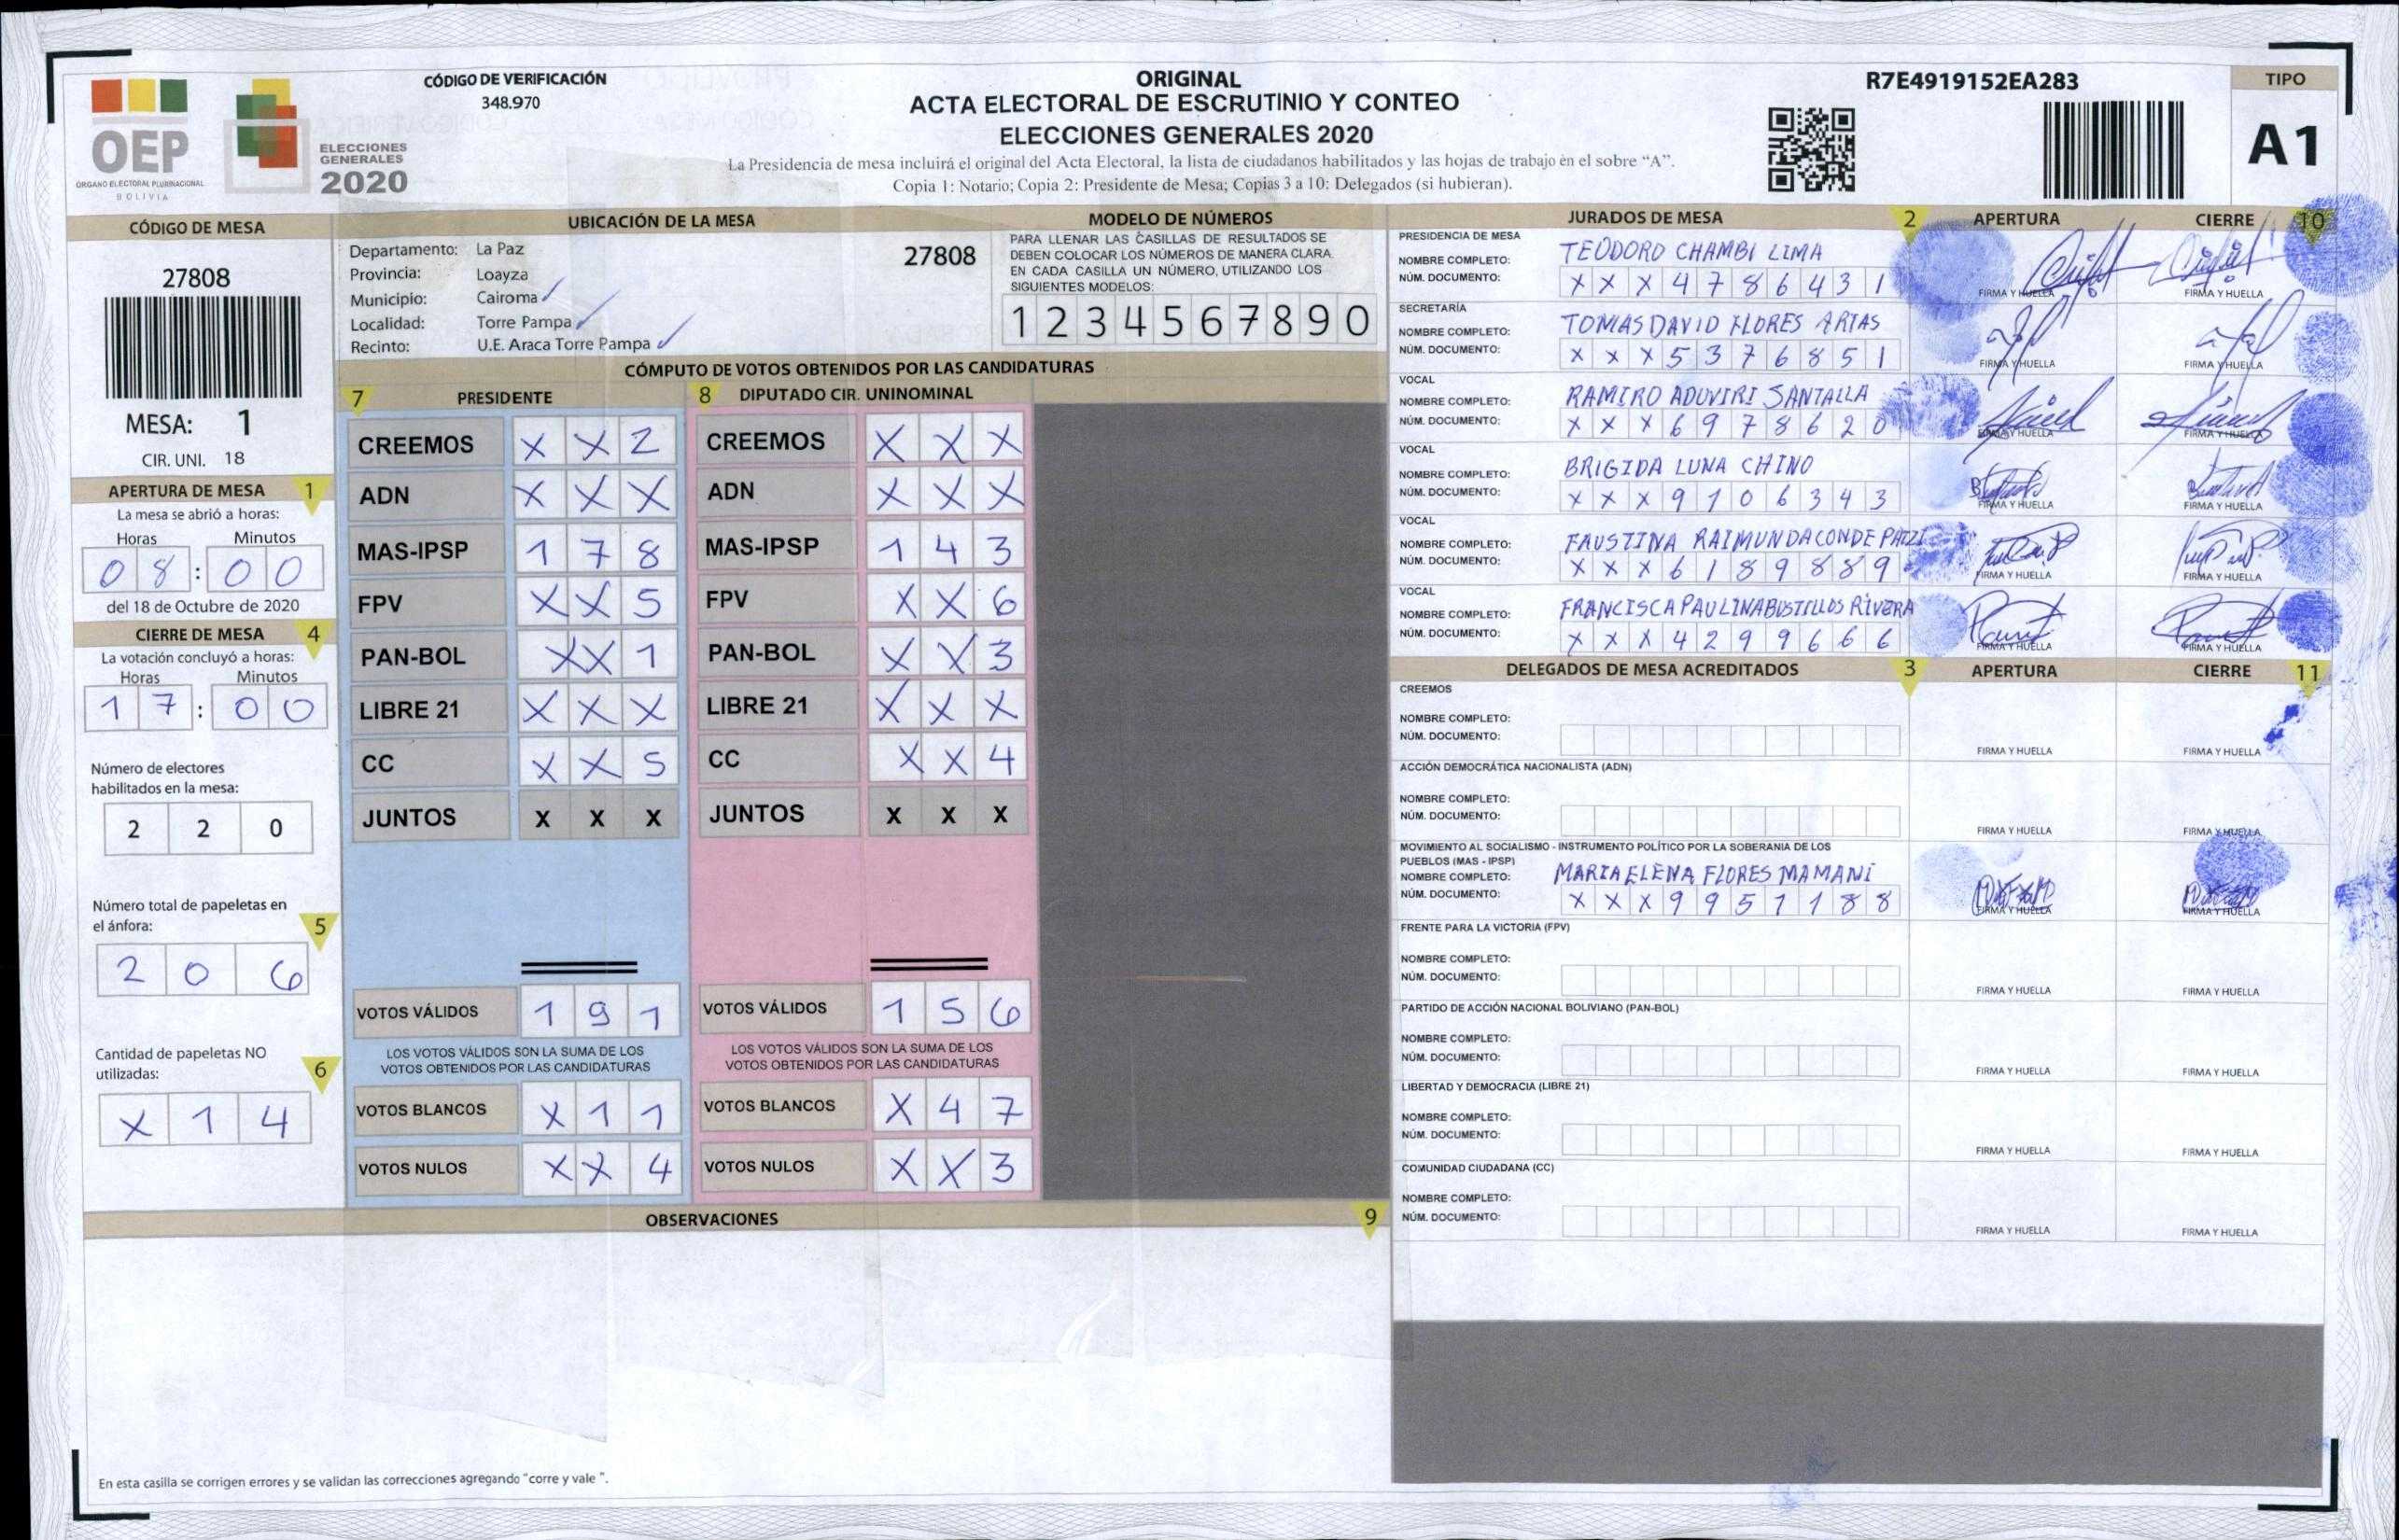 CÓDIGO DE VERIFICACIÓN
348.970
ORIGINAL
ACTA ELECTORAL DE ESCRUTINIO Y CONTEO
ELECCIONES GENERALES 2020
La Presidencia de mesa incluirá el original del Acta Electoral, la lista de ciudadanos habilitados y las hojas de trabajo en el sobre “A”.
Copia 1: Notario; Copia 2: Presidente de Mesa; Copias 3 a 10: Delegados (si hubieran).
R7E4919152EA283
TIPO
A1
OEP
ÓRGANO ELECTORAL PLURINACIONAL
BOLIVIA
ELECCIONES
GENERALES
2020
CÓDIGO DE MESA
27808
MESA: 1
CIR. UNI. 18
APERTURA DE MESA 1
La mesa se abrió a horas:
Horas Minutos
0 8 : 0 0
del 18 de Octubre de 2020
CIERRE DE MESA 4
La votación concluyó a horas:
Horas Minutos
1 7 : 0 0
Número de electores
habilitados en la mesa:
2 2 0
Número total de papeletas en
el ánfora: 5
2 0 6
Cantidad de papeletas NO
utilizadas: 6
X 1 4
UBICACIÓN DE LA MESA
Departamento: La Paz
27808
Provincia: Loayza
Municipio: Cairoma
Localidad: Torre Pampa
Recinto: U.E. Araca Torre Pampa
MODELO DE NÚMEROS
PARA LLENAR LAS CASILLAS DE RESULTADOS SE
DEBEN COLOCAR LOS NÚMEROS DE MANERA CLARA.
EN CADA CASILLA UN NÚMERO, UTILIZANDO LOS
SIGUIENTES MODELOS:
1 2 3 4 5 6 7 8 9 0
CÓMPUTO DE VOTOS OBTENIDOS POR LAS CANDIDATURAS
7 PRESIDENTE
CREEMOS X X 2
ADN X X X
MAS-IPSP 1 7 8
FPV X X 5
PAN-BOL X X 1
LIBRE 21 X X X
CC X X 5
JUNTOS X X X
VOTOS VÁLIDOS 1 9 1
LOS VOTOS VÁLIDOS SON LA SUMA DE LOS
VOTOS OBTENIDOS POR LAS CANDIDATURAS
VOTOS BLANCOS X 1 1
VOTOS NULOS X X 4
8 DIPUTADO CIR. UNINOMINAL
CREEMOS X X X
ADN X X X
MAS-IPSP 1 4 3
FPV X X 6
PAN-BOL X X 3
LIBRE 21 X X X
CC X X 4
JUNTOS X X X
VOTOS VÁLIDOS 1 5 6
LOS VOTOS VÁLIDOS SON LA SUMA DE LOS
VOTOS OBTENIDOS POR LAS CANDIDATURAS
VOTOS BLANCOS X 4 7
VOTOS NULOS X X 3
OBSERVACIONES 9
En esta casilla se corrigen errores y se validan las correcciones agregando "corre y vale ".
JURADOS DE MESA 2 APERTURA CIERRE 10
PRESIDENCIA DE MESA
NOMBRE COMPLETO: TEODORO CHAMBI LIMA
NÚM. DOCUMENTO: X X X 4 7 8 6 4 3 1
FIRMA Y HUELLA FIRMA Y HUELLA
SECRETARÍA
NOMBRE COMPLETO: TOMAS DAVID FLORES ARIAS
NÚM. DOCUMENTO: X X X 5 3 7 6 8 5 1
FIRMA Y HUELLA FIRMA Y HUELLA
VOCAL
NOMBRE COMPLETO: RAMIRO ADUVIRI SANTALLA
NÚM. DOCUMENTO: X X X 6 9 7 8 6 2 0
FIRMA Y HUELLA FIRMA Y HUELLA
VOCAL
NOMBRE COMPLETO: BRIGIDA LUNA CHINO
NÚM. DOCUMENTO: X X X 9 1 0 6 3 4 3
FIRMA Y HUELLA FIRMA Y HUELLA
VOCAL
NOMBRE COMPLETO: FAUSTINA RAIMUNDA CONDE PATZI
NÚM. DOCUMENTO: X X X 6 1 8 9 8 8 9
FIRMA Y HUELLA FIRMA Y HUELLA
VOCAL
NOMBRE COMPLETO: FRANCISCA PAULINA BUSTILLOS RIVERA
NÚM. DOCUMENTO: X X X 4 2 9 9 6 6 6
FIRMA Y HUELLA FIRMA Y HUELLA
DELEGADOS DE MESA ACREDITADOS 3 APERTURA CIERRE 11
CREEMOS
NOMBRE COMPLETO:
NÚM. DOCUMENTO:
FIRMA Y HUELLA FIRMA Y HUELLA
ACCIÓN DEMOCRÁTICA NACIONALISTA (ADN)
NOMBRE COMPLETO:
NÚM. DOCUMENTO:
FIRMA Y HUELLA FIRMA Y HUELLA
MOVIMIENTO AL SOCIALISMO - INSTRUMENTO POLÍTICO POR LA SOBERANIA DE LOS
PUEBLOS (MAS - IPSP)
NOMBRE COMPLETO: MARIA ELENA FLORES MAMANI
NÚM. DOCUMENTO: X X X 9 9 5 1 1 8 8
FIRMA Y HUELLA FIRMA Y HUELLA
FRENTE PARA LA VICTORIA (FPV)
NOMBRE COMPLETO:
NÚM. DOCUMENTO:
FIRMA Y HUELLA FIRMA Y HUELLA
PARTIDO DE ACCIÓN NACIONAL BOLIVIANO (PAN-BOL)
NOMBRE COMPLETO:
NÚM. DOCUMENTO:
FIRMA Y HUELLA FIRMA Y HUELLA
LIBERTAD Y DEMOCRACIA (LIBRE 21)
NOMBRE COMPLETO:
NÚM. DOCUMENTO:
FIRMA Y HUELLA FIRMA Y HUELLA
COMUNIDAD CIUDADANA (CC)
NOMBRE COMPLETO:
NÚM. DOCUMENTO:
FIRMA Y HUELLA FIRMA Y HUELLA